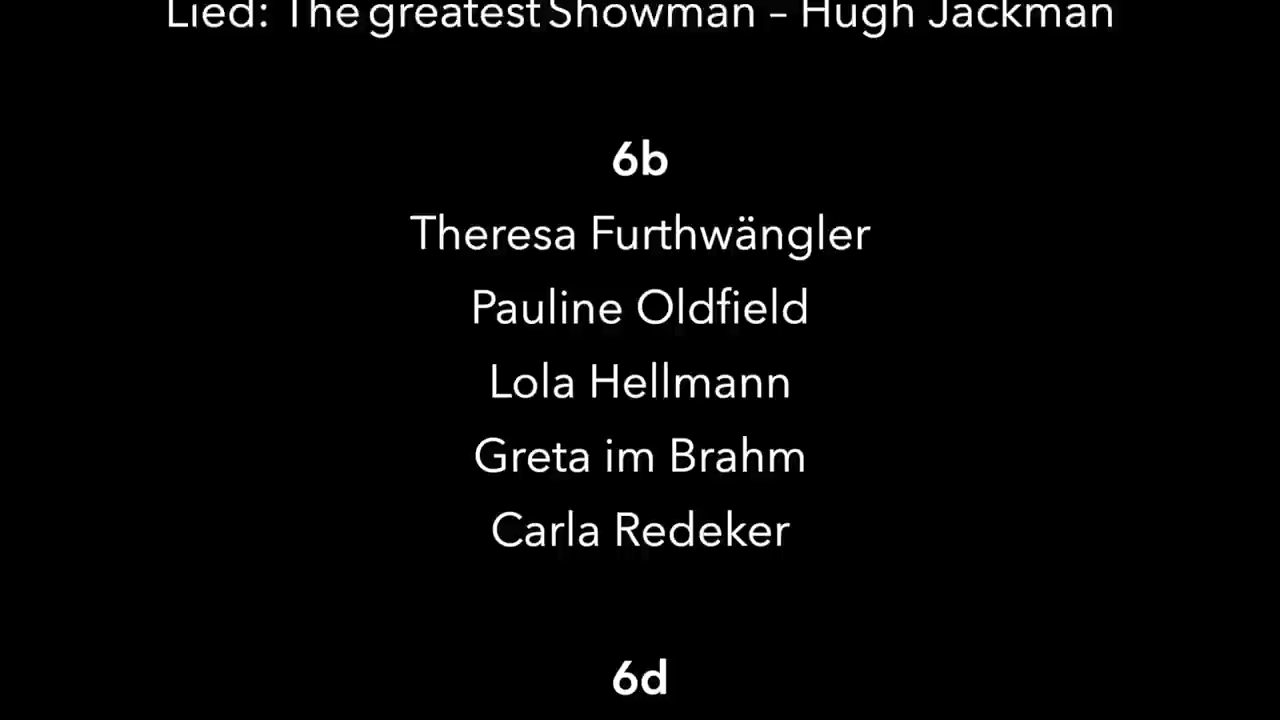 Lied: The greatest Showman – Hugh Jackman
6b
Theresa Furthwängler
Pauline Oldfield
Lola Hellmann
Greta im Brahm
Carla Redeker
6d